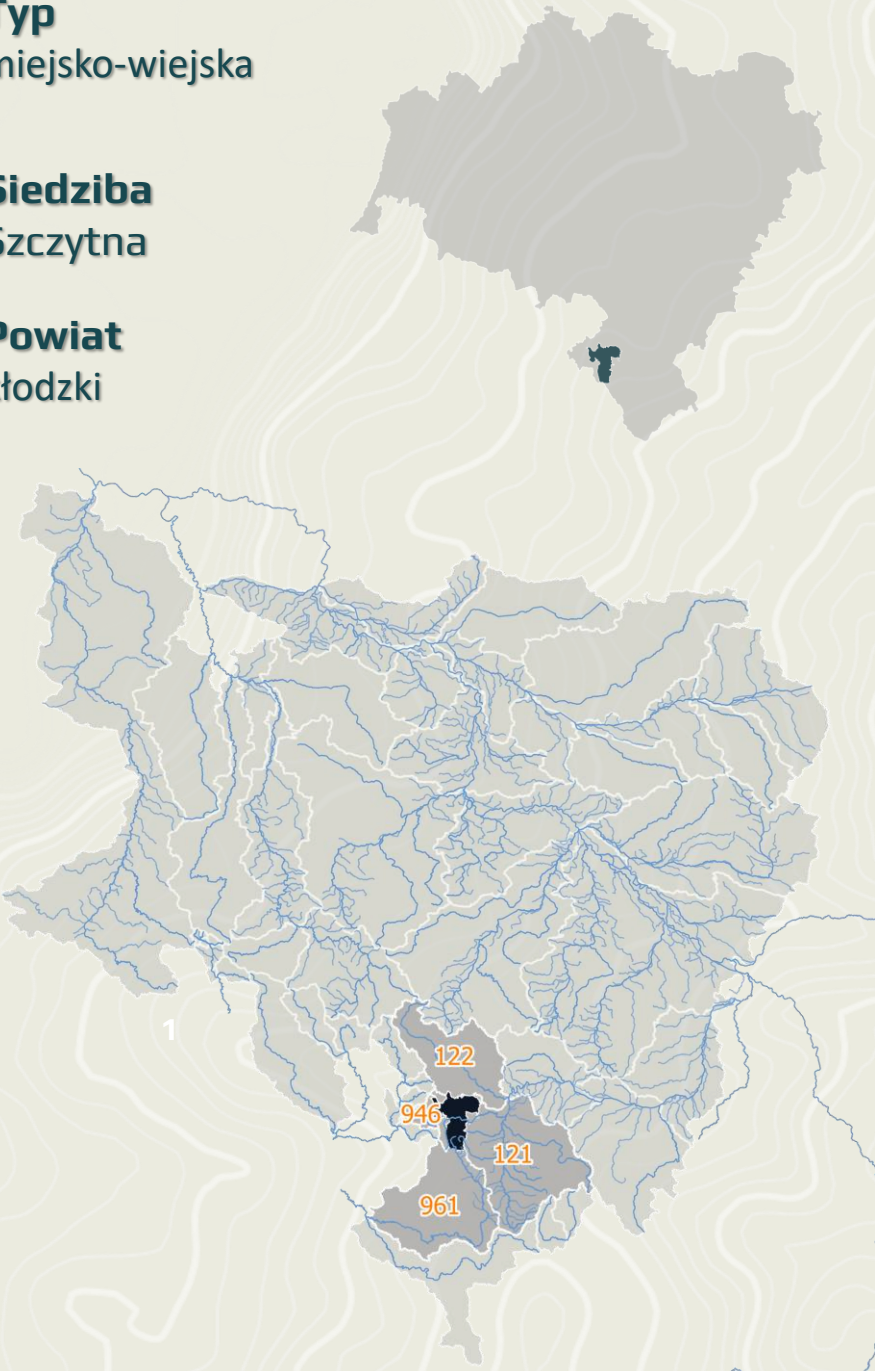 Typ
miejsko-wiejska
Siedziba
Szczytna
Powiat
kłodzki
1
122
946
121
961